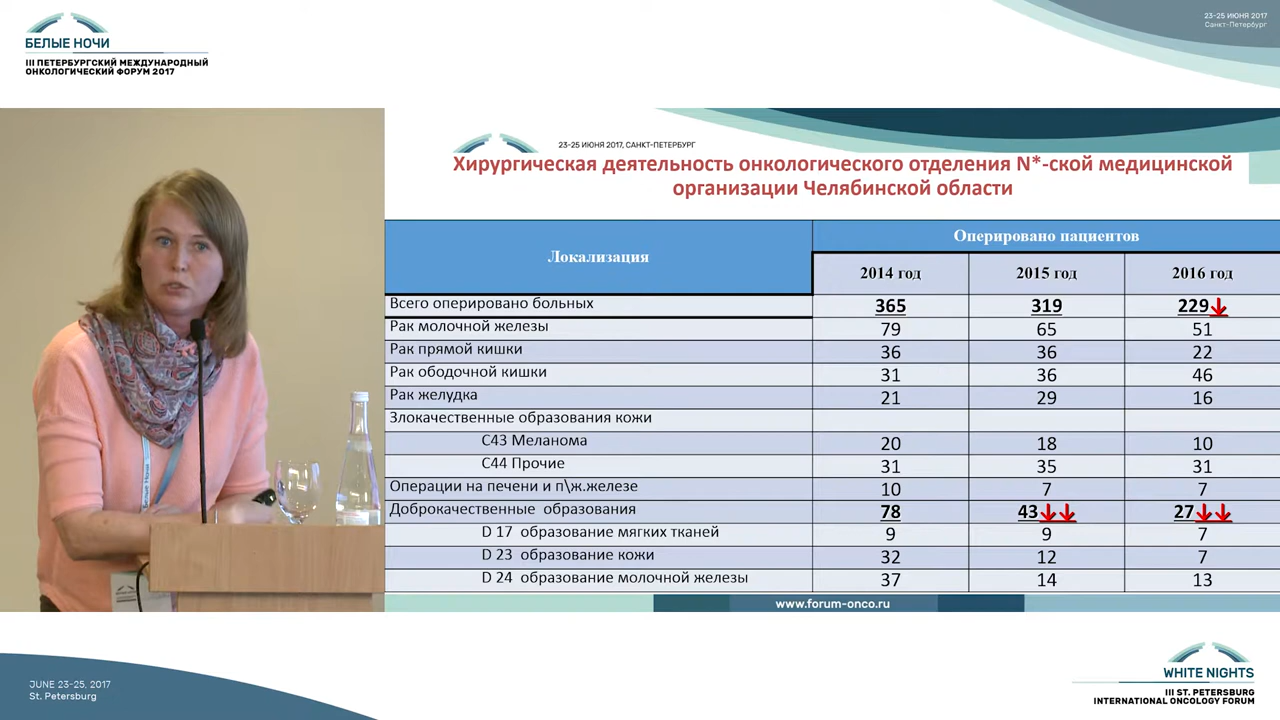 БЕЛЫЕ НОЧИ
III ПЕТЕРБУРГСКИЙ МЕЖДУНАРОДНЫЙ
ОНКОЛОГИЧЕСКИЙ ФОРУМ 2017
23-25 ИЮНЯ 2017
Санкт-Петербург
23-25 ИЮНЯ 2017, САНКТ-ПЕТЕРБУРГ
Хирургическая деятельность онкологического отделения N*-ской медицинской
организации Челябинской области
Локализация Оперировано пациентов
2014 год 2015 год 2016 год
Всего оперировано больных 365 319 229↓
Рак молочной железы 79 65 51
Рак прямой кишки 36 36 22
Рак ободочной кишки 31 36 46
Рак желудка 21 29 16
Злокачественные образования кожи
С43 Меланома 20 18 10
С44 Прочие 31 35 31
Операции на печени и п\ж.железе 10 7 7
Доброкачественные образования 78 43↓↓ 27↓↓
D 17 образование мягких тканей 9 9 7
D 23 образование кожи 32 12 7
D 24 образование молочной железы 37 14 13
www.forum-onco.ru
Белые Ночи
JUNE 23-25, 2017
St. Petersburg
WHITE NIGHTS
III ST. PETERSBURG
INTERNATIONAL ONCOLOGY FORUM